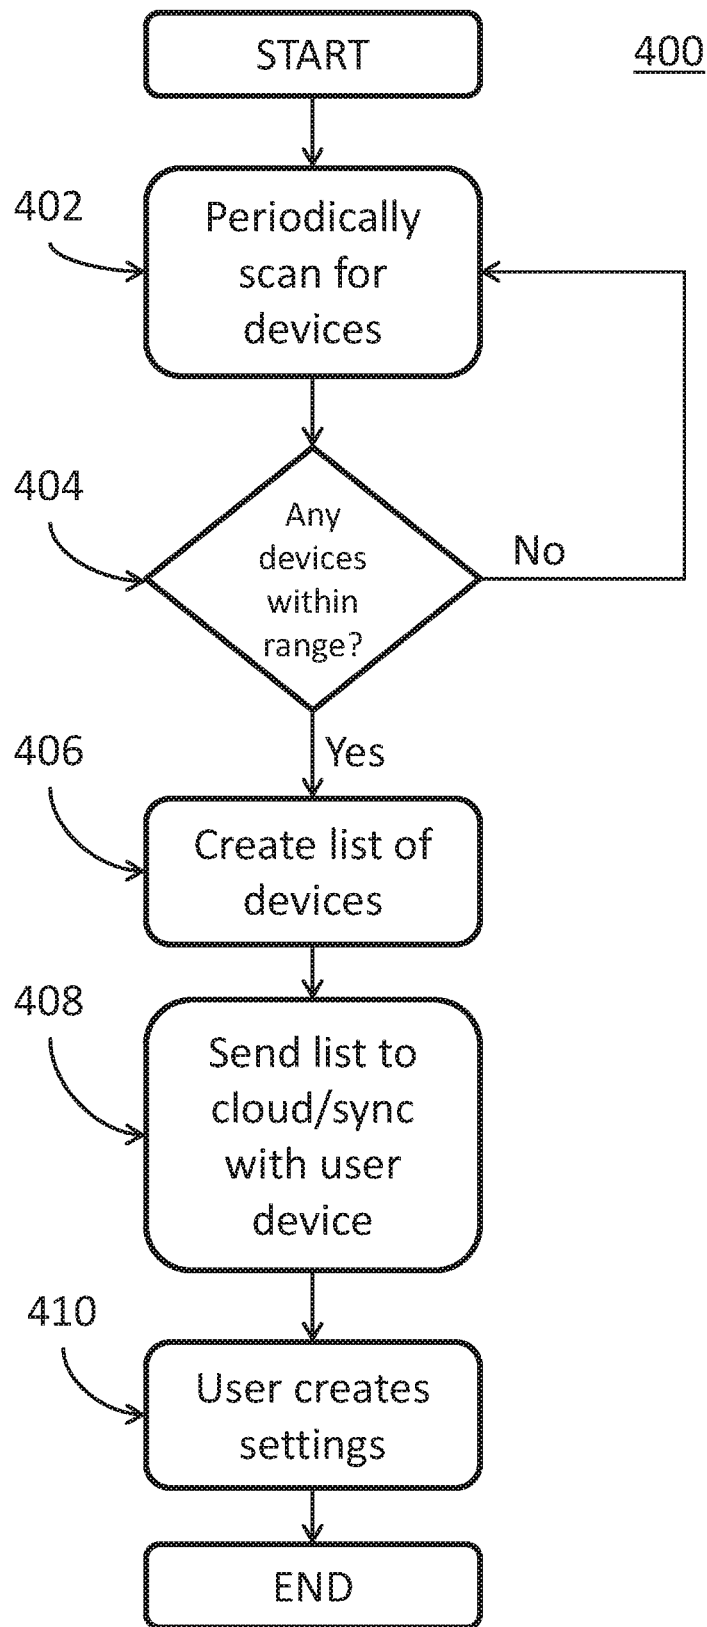 START
400
402
Periodically
scan for
devices
404
Any
devices
within
range?
No
Yes
406
Create list of
devices
408
Send list to
cloud/sync
with user
device
410
User creates
settings
END